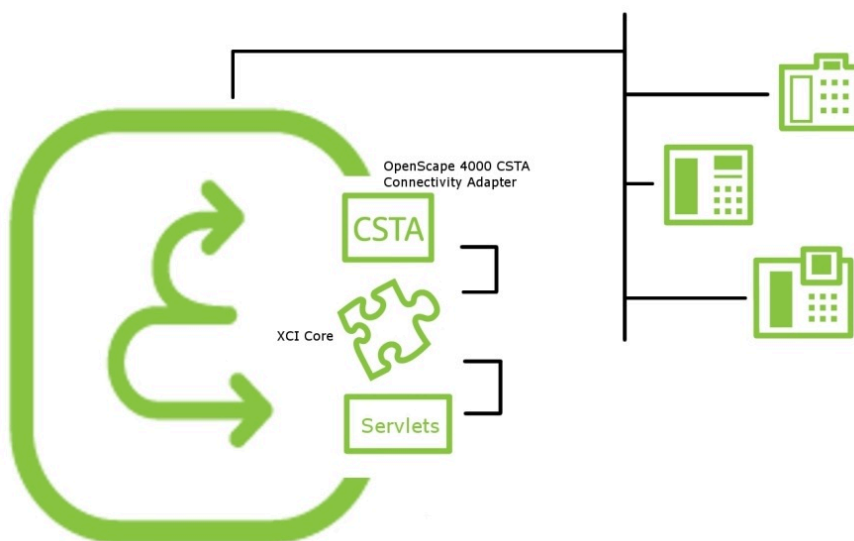 OpenScape 4000 CSTA
Connectivity Adapter
CSTA
XCI Core
Servlets